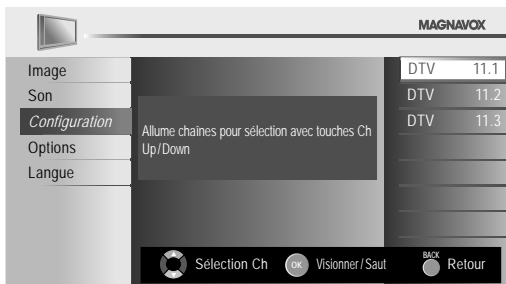 MAGNAVOX
Image
Son
Configuration
Options
Langue
Allume chaînes pour sélection avec touches Ch
Up/Down
DTV 11.1
DTV 11.2
DTV 11.3
Sélection Ch
OK
Visionner / Saut
BACK
Retour